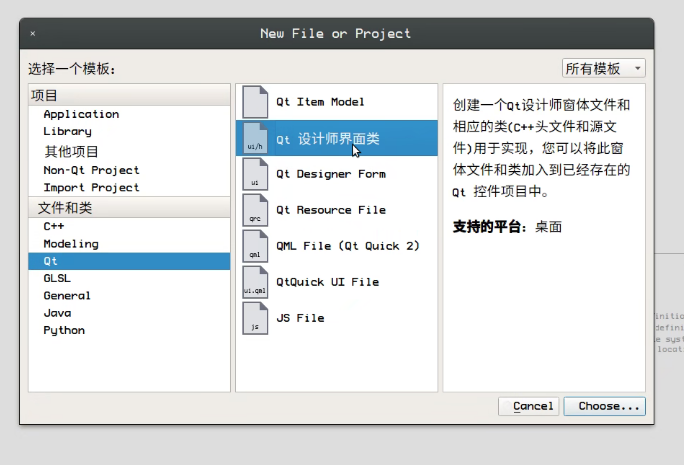 New File or Project
选择一个模板:
所有模板
项目
Application
Library
其他项目
Non-Qt Project
Import Project
文件和类
C++
Modeling
Qt
GLSL
General
Java
Python
Qt Item Model
ui/h
Qt 设计师界面类
ui
Qt Designer Form
qrc
Qt Resource File
qml
QML File (Qt Quick 2)
ui.qml
QtQuick UI File
js
JS File
创建一个Qt设计师窗体文件和
相应的类(C++头文件和源文
件)用于实现，您可以将此窗
体文件和类加入到已经存在的
Qt 控件项目中。
支持的平台: 桌面
Cancel
Choose...